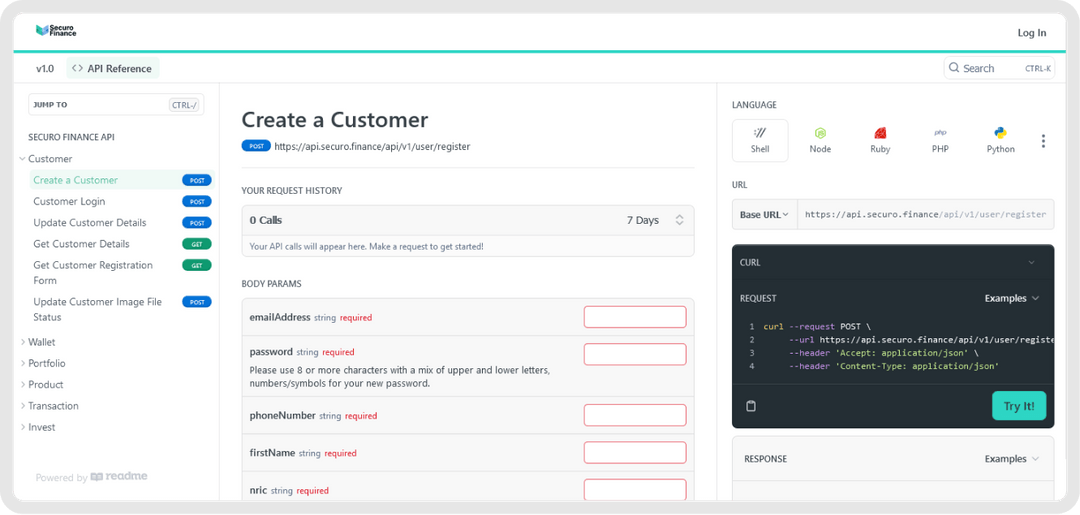 Securo
Finance
Log In
v1.0
<> API Reference
Search
CTRL-K
JUMP TO
CTRL-/
SECURO FINANCE API
Customer
Create a Customer POST
Customer Login POST
Update Customer Details POST
Get Customer Details GET
Get Customer Registration GET
Form
Update Customer Image File POST
Status
Wallet
Portfolio
Product
Transaction
Invest
Powered by readme
Create a Customer
POST https://api.securo.finance/api/v1/user/register
YOUR REQUEST HISTORY
0 Calls 7 Days
Your API calls will appear here. Make a request to get started!
BODY PARAMS
emailAddress string required
password string required
Please use 8 or more characters with a mix of upper and lower letters,
numbers/symbols for your new password.
phoneNumber string required
firstName string required
nric string required
LANGUAGE
php
Shell Node Ruby PHP Python
URL
Base URL https://api.securo.finance/api/v1/user/register
CURL
REQUEST Examples
1 curl --request POST \
2 --url https://api.securo.finance/api/v1/user/registe
3 --header 'Accept: application/json' \
4 --header 'Content-Type: application/json'
Try It!
RESPONSE Examples